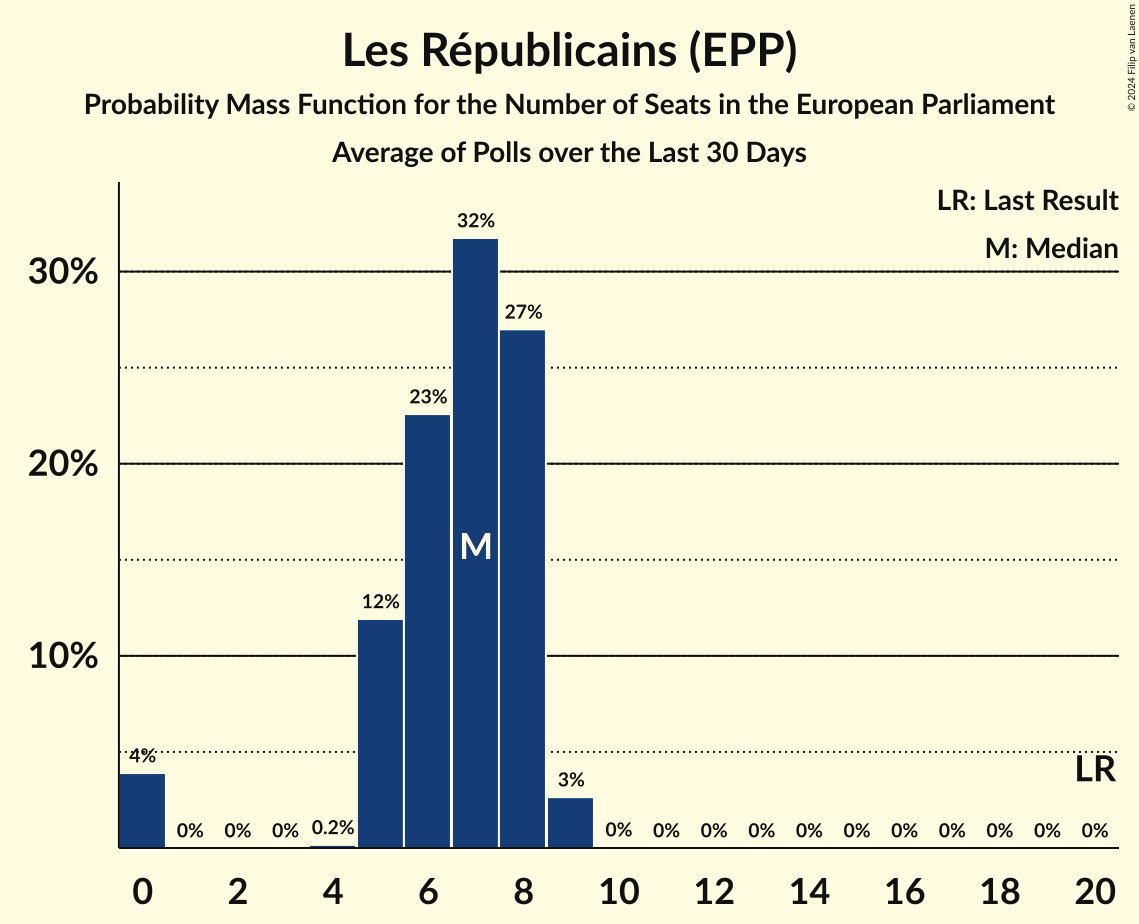 Les Républicains (EPP)
Probability Mass Function for the Number of Seats in the European Parliament
Average of Polls over the Last 30 Days
© 2024 Filip van Laenen
LR: Last Result
M: Median
30%
20%
10%
4%
0%
0%
0%
0.2%
12%
23%
32%
27%
3%
0%
0%
0%
0%
0%
0%
0%
0%
0%
0%
0%
M
LR
0 2 4 6 8 10 12 14 16 18 20